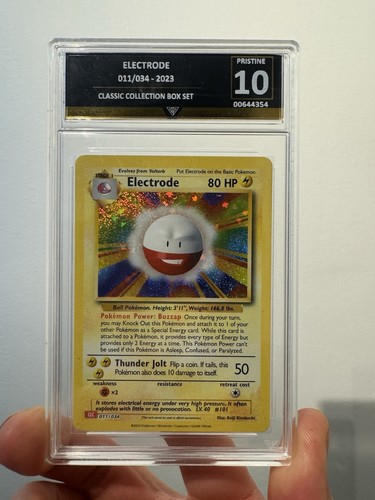 ELECTRODE
011/034 - 2023
CLASSIC COLLECTION BOX SET
PRISTINE
10
00644354
Evolves from Voltorb Put Electrode on the Basic Pokémon
STAGE 1
Electrode 80 HP
Ball Pokémon. Height: 3'11", Weight: 146.8 lbs.
Pokémon Power: Buzzap Once during your turn,
you may Knock Out this Pokémon and attach it to 1 of your
other Pokémon as a Special Energy card. While this card is
attached to a Pokémon, it provides every type of Energy but
provides only 2 Energy at a time. This Pokémon Power can't
be used if this Pokémon is Asleep, Confused, or Paralyzed.
Thunder Jolt Flip a coin. If tails, this
Pokémon also does 10 damage to itself. 50
weakness resistance retreat cost
×2
It stores electrical energy under very high pressure. It often
explodes with little or no provocation. LV. 40 #101
011/034